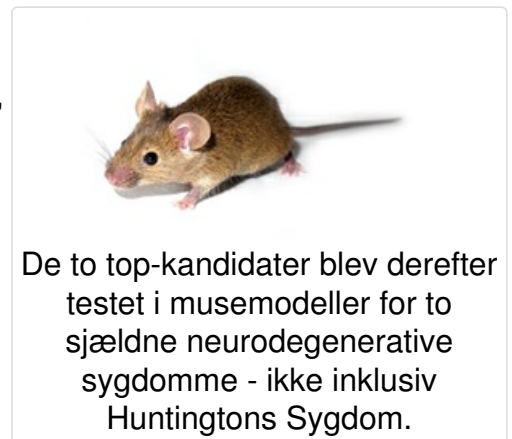 De to top-kandidater blev derefter
testet i musemodeller for to
sjældne neurodegenerative
sygdomme - ikke inklusiv
Huntingtons Sygdom.